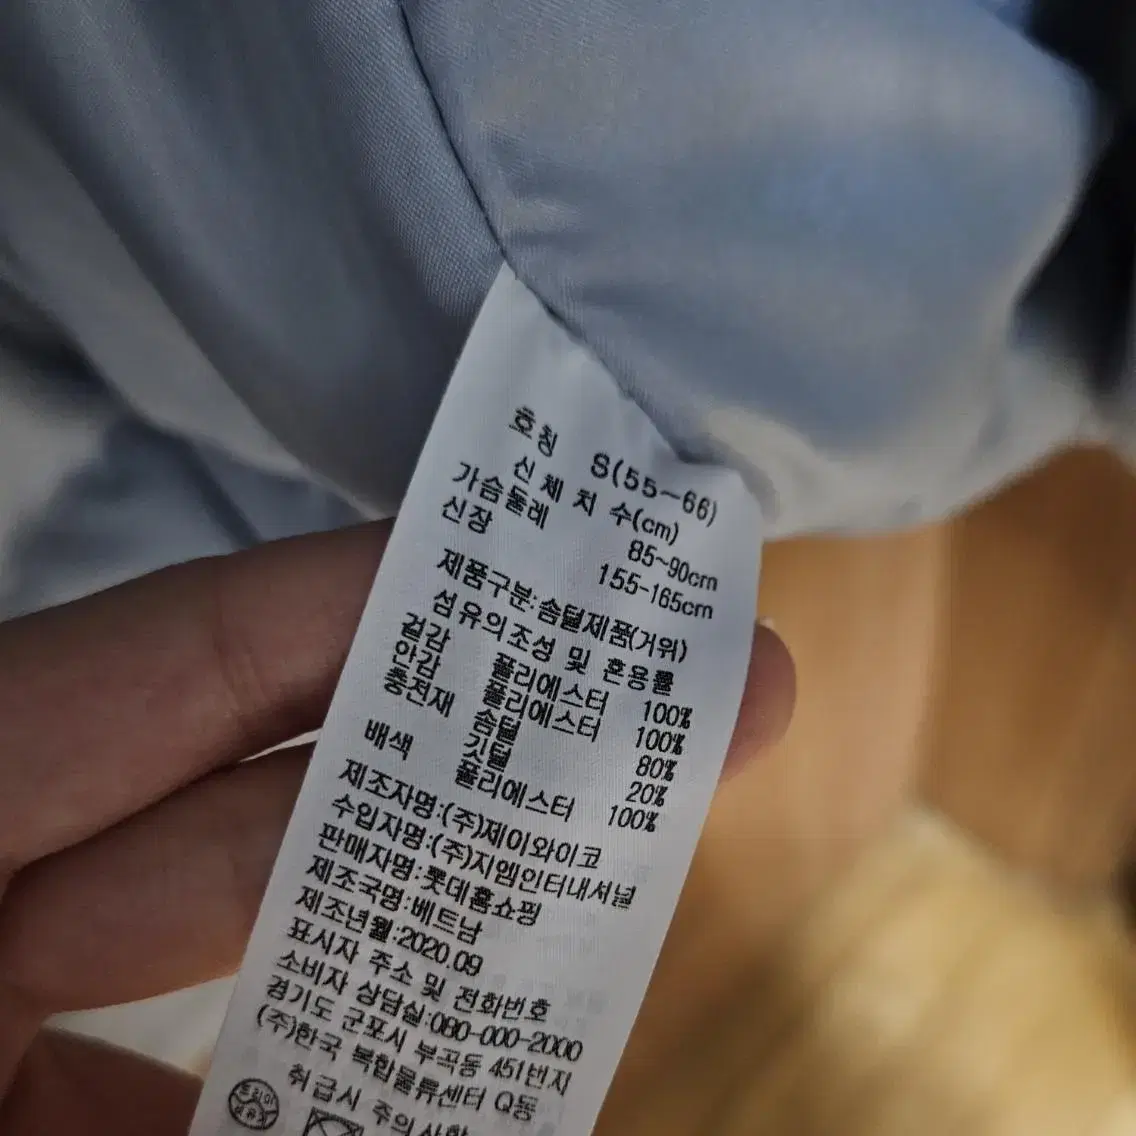 호칭 S(55~66)
신체치수(cm)
가슴둘레 85~90cm
신장 155~165cm
제품구분:솜털제품(거위)
섬유의조성 및 혼용률
겉감 폴리에스터 100%
안감 폴리에스터 100%
충전재 솜털 80%
깃털 20%
배색 폴리에스터 100%
제조자명:(주)제이와이코
수입자명:(주)지엠인터내셔널
판매자명:롯데홈쇼핑
제조국명:베트남
제조년월:2020.09
표시자 주소 및 전화번호
소비자 상담실:080-000-2000
경기도 군포시 부곡동 451번지
(주)한국 복합물류센터 Q동
취급시 주의사항
드라이